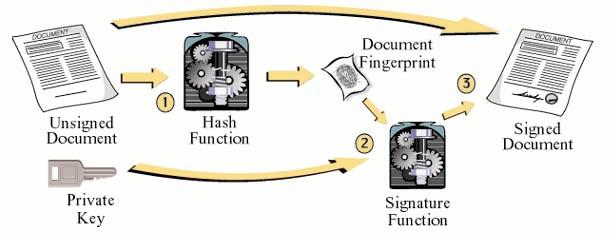 DOCUMENT
Unsigned
Document
1
Hash
Function
Document
Fingerprint
Private
Key
2
Signature
Function
3
DOCUMENT
Signed
Document